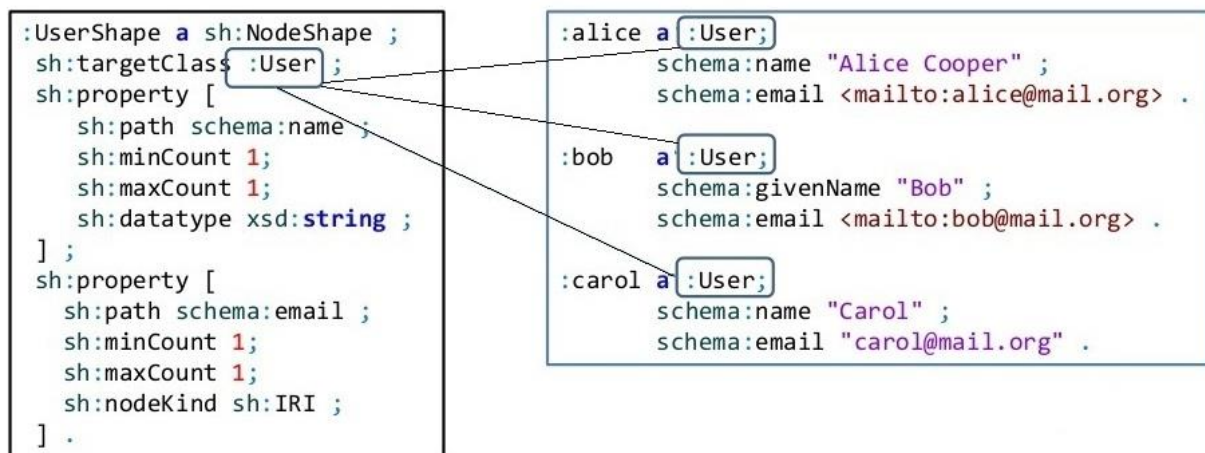 :UserShape a sh:NodeShape ;
sh:targetClass :User ;
sh:property [
sh:path schema:name ;
sh:minCount 1;
sh:maxCount 1;
sh:datatype xsd:string ;
] ;
sh:property [
sh:path schema:email ;
sh:minCount 1;
sh:maxCount 1;
sh:nodeKind sh:IRI ;
] .
:alice a :User;
schema:name "Alice Cooper" ;
schema:email <mailto:alice@mail.org> .
:bob a :User;
schema:givenName "Bob" ;
schema:email <mailto:bob@mail.org> .
:carol a :User;
schema:name "Carol" ;
schema:email "carol@mail.org" .